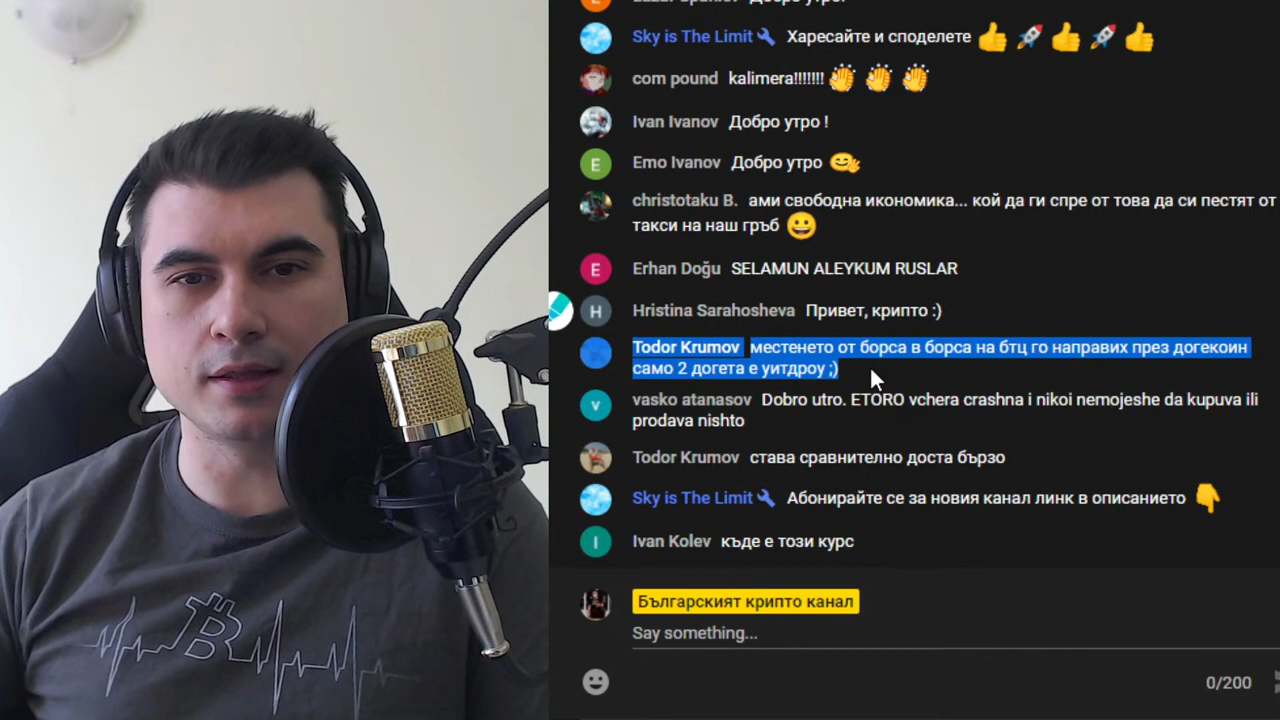 Sky is The Limit Харесайте и споделете 👍 🚀 👍 🚀 👍
com pound kalimera!!!!!!! 👏 👏 👏
Ivan Ivanov Добро утро !
E
Emo Ivanov Добро утро
christotaku B. ами свободна икономика... кой да ги спре от това да си пестят от
такси на наш гръб 😀
E
Erhan Doğu SELAMUN ALEYKUM RUSLAR
H
Hristina Sarahosheva Привет, крипто :)
Todor Krumov местенето от борса в борса на бтц го направих през догекоин
само 2 догета е уитдроу ;)
v
vasko atanasov Dobro utro. ETORO vchera crashna i nikoi nemojeshe da kupuva ili
prodava nishto
Todor Krumov става сравнително доста бързо
Sky is The Limit Абонирайте се за новия канал линк в описанието 👇
I
Ivan Kolev къде е този курс
Българският крипто канал
Say something...
0/200